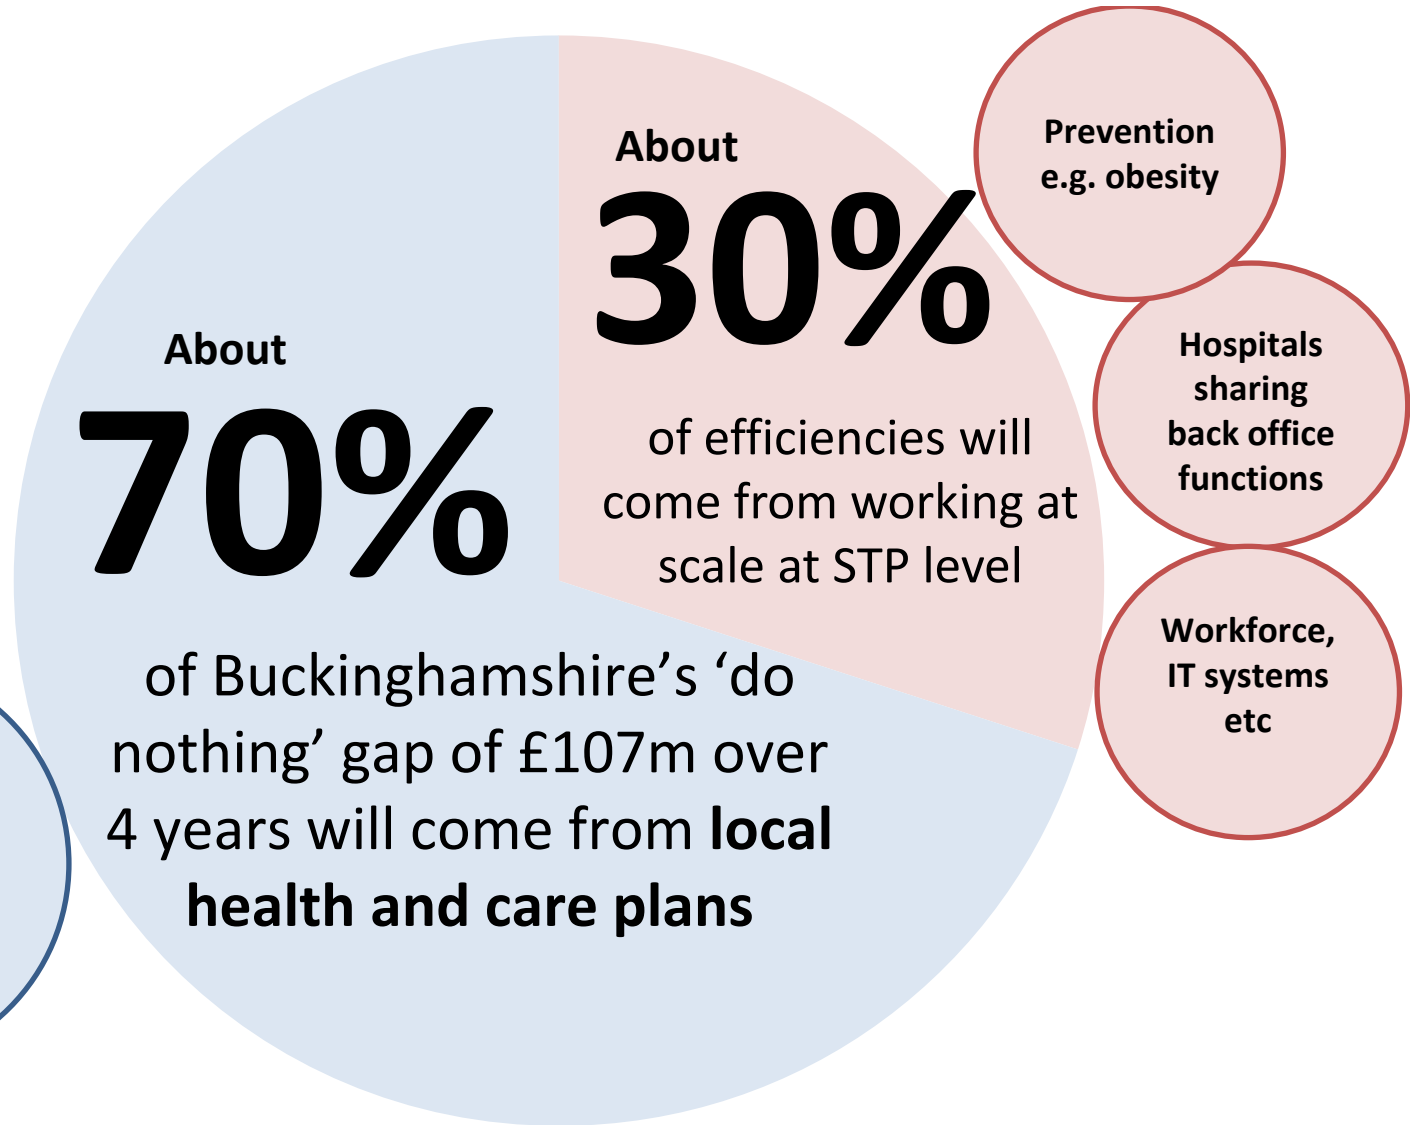 About
70%
of Buckinghamshire’s ‘do
nothing’ gap of £107m over
4 years will come from local
health and care plans
About
30%
of efficiencies will
come from working at
scale at STP level
Prevention
e.g. obesity
Hospitals
sharing
back office
functions
Workforce,
IT systems
etc